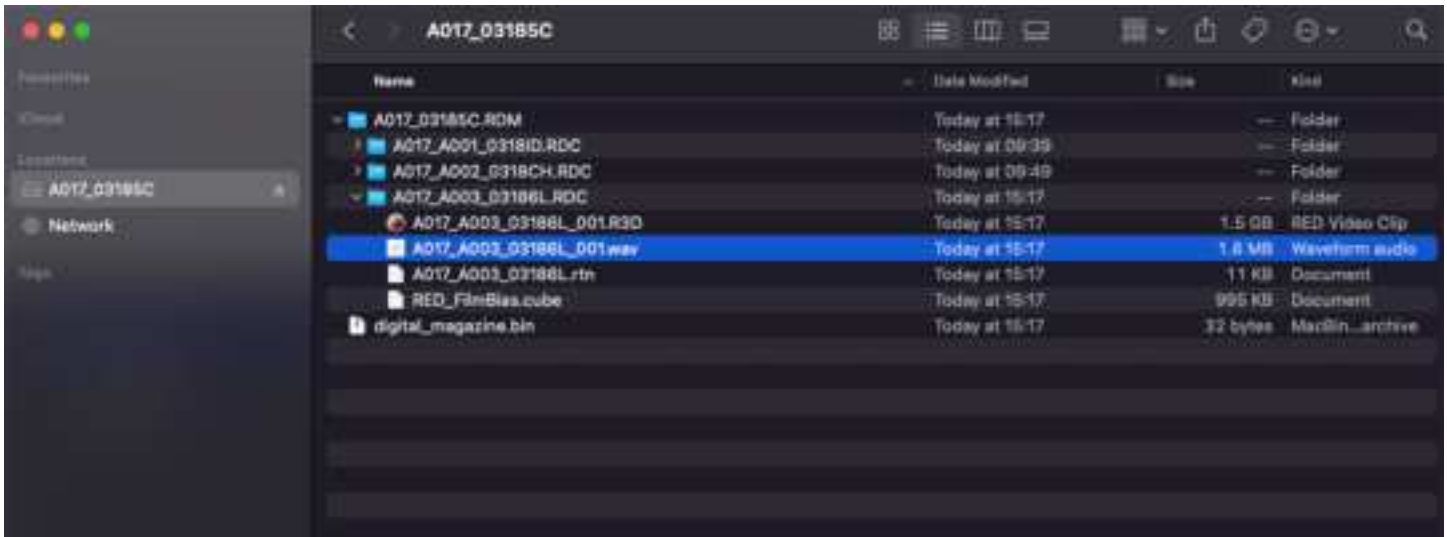 A017_03185C
Favourites
iCloud
Locations
A017_03185C
Network
Tags
Name Date Modified Size Kind
A017_03185C.RDM Today at 15:17 -- Folder
A017_A001_0318ID.RDC Today at 09:39 -- Folder
A017_A002_0318CH.RDC Today at 09:49 -- Folder
A017_A003_03186L.RDC Today at 15:17 -- Folder
A017_A003_03186L_001.R3D Today at 15:17 1.5 GB RED Video Clip
A017_A003_03186L_001.wav Today at 15:17 1.8 MB Waveform audio
A017_A003_03186L.rtn Today at 15:17 11 KB Document
RED_FilmBias.cube Today at 15:17 995 KB Document
digital_magazine.bin Today at 15:17 32 bytes MacBin...archive